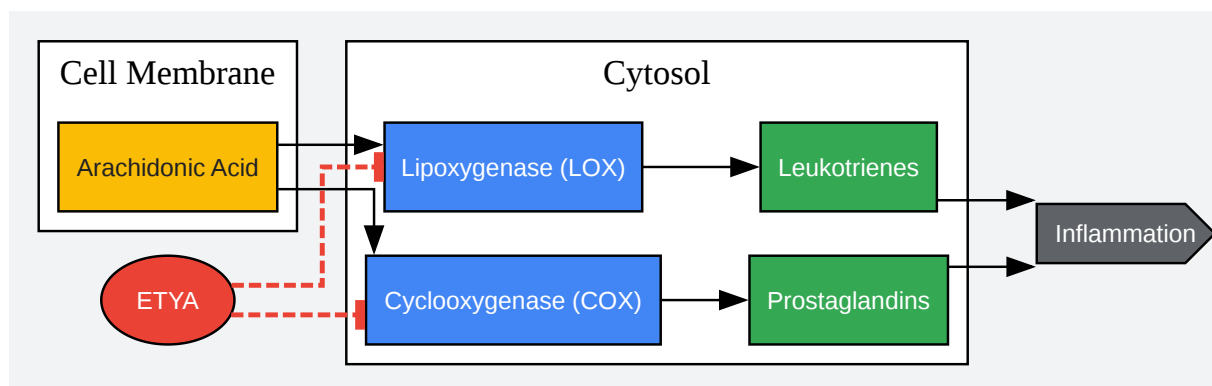 Cell Membrane
Cytosol
Arachidonic Acid
Lipoxygenase (LOX)
Leukotrienes
Inflammation
ETYA
Cyclooxygenase (COX)
Prostaglandins